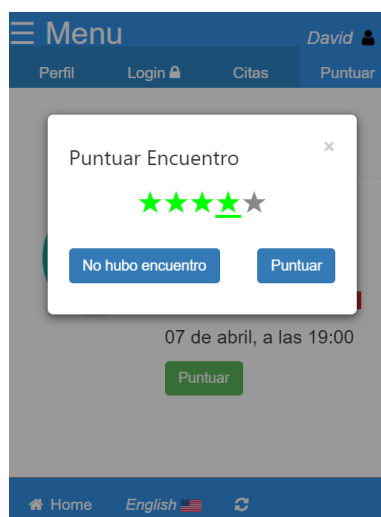 Menu David
Perfil Login Citas Puntuar
Puntuar Encuentro ×
No hubo encuentro Puntuar
07 de abril, a las 19:00
Puntuar
Home English